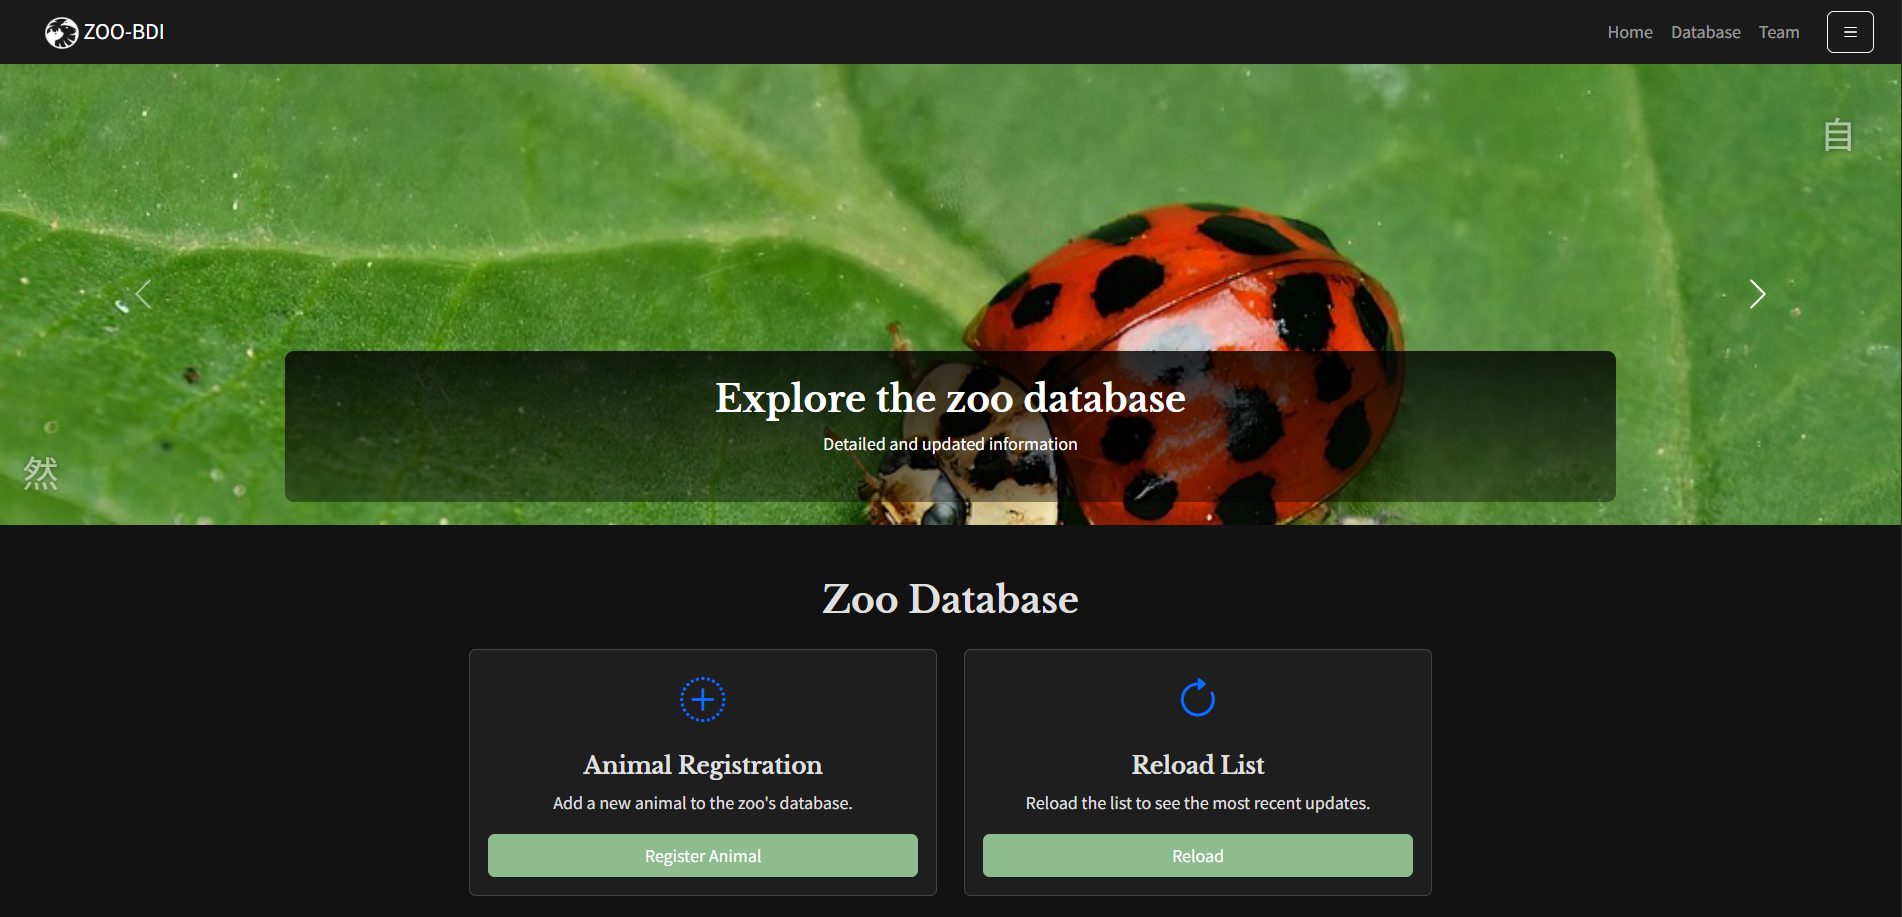 ZOO-BDI
Home
Database
Team
自
然
Explore the zoo database
Detailed and updated information
Zoo Database
Animal Registration
Add a new animal to the zoo's database.
Register Animal
Reload List
Reload the list to see the most recent updates.
Reload